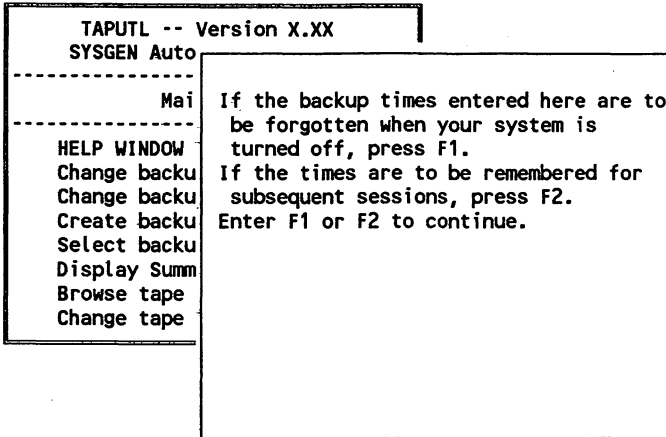 TAPUTL -- Version X.XX
SYSGEN Auto
Mai
HELP WINDOW
Change backu
Change backu
Create backu
Select backu
Display Summ
Browse tape
Change tape
If the backup times entered here are to
be forgotten when your system is
turned off, press F1.
If the times are to be remembered for
subsequent sessions, press F2.
Enter F1 or F2 to continue.